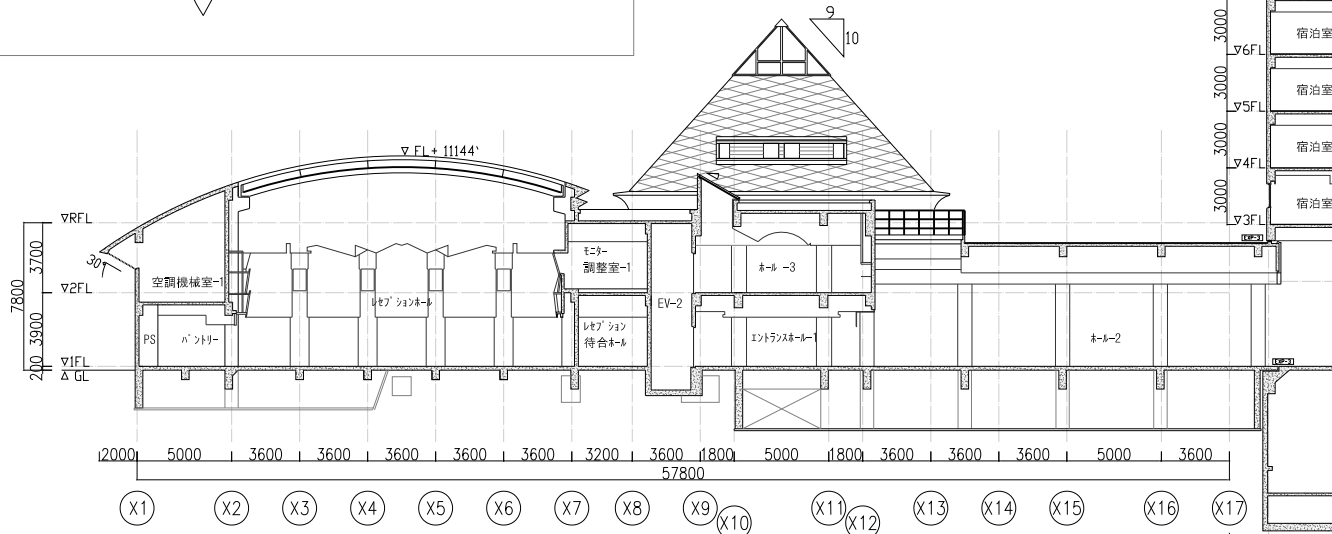 9
10
3000
宿泊室
▽6FL
3000
宿泊室
▽5FL
3000
宿泊室
▽4FL
3000
宿泊室
▽3FL
▽ FL+ 11144
▽RFL
30°
3700
空調機械室-1
モニター
調整室-1
ホール-3
▽2FL
7800
レセプションホール
EV-2
3900
PS
パントリー
レセプション
待合ホール
エントランスホール-1
ホール-2
▽1FL
200
△ GL
2000
5000
3600
3600
3600
3600
3600
3200
3600
1800
5000
1800
3600
3600
3600
5000
3600
57800
X1
X2
X3
X4
X5
X6
X7
X8
X9
X10
X11
X12
X13
X14
X15
X16
X17